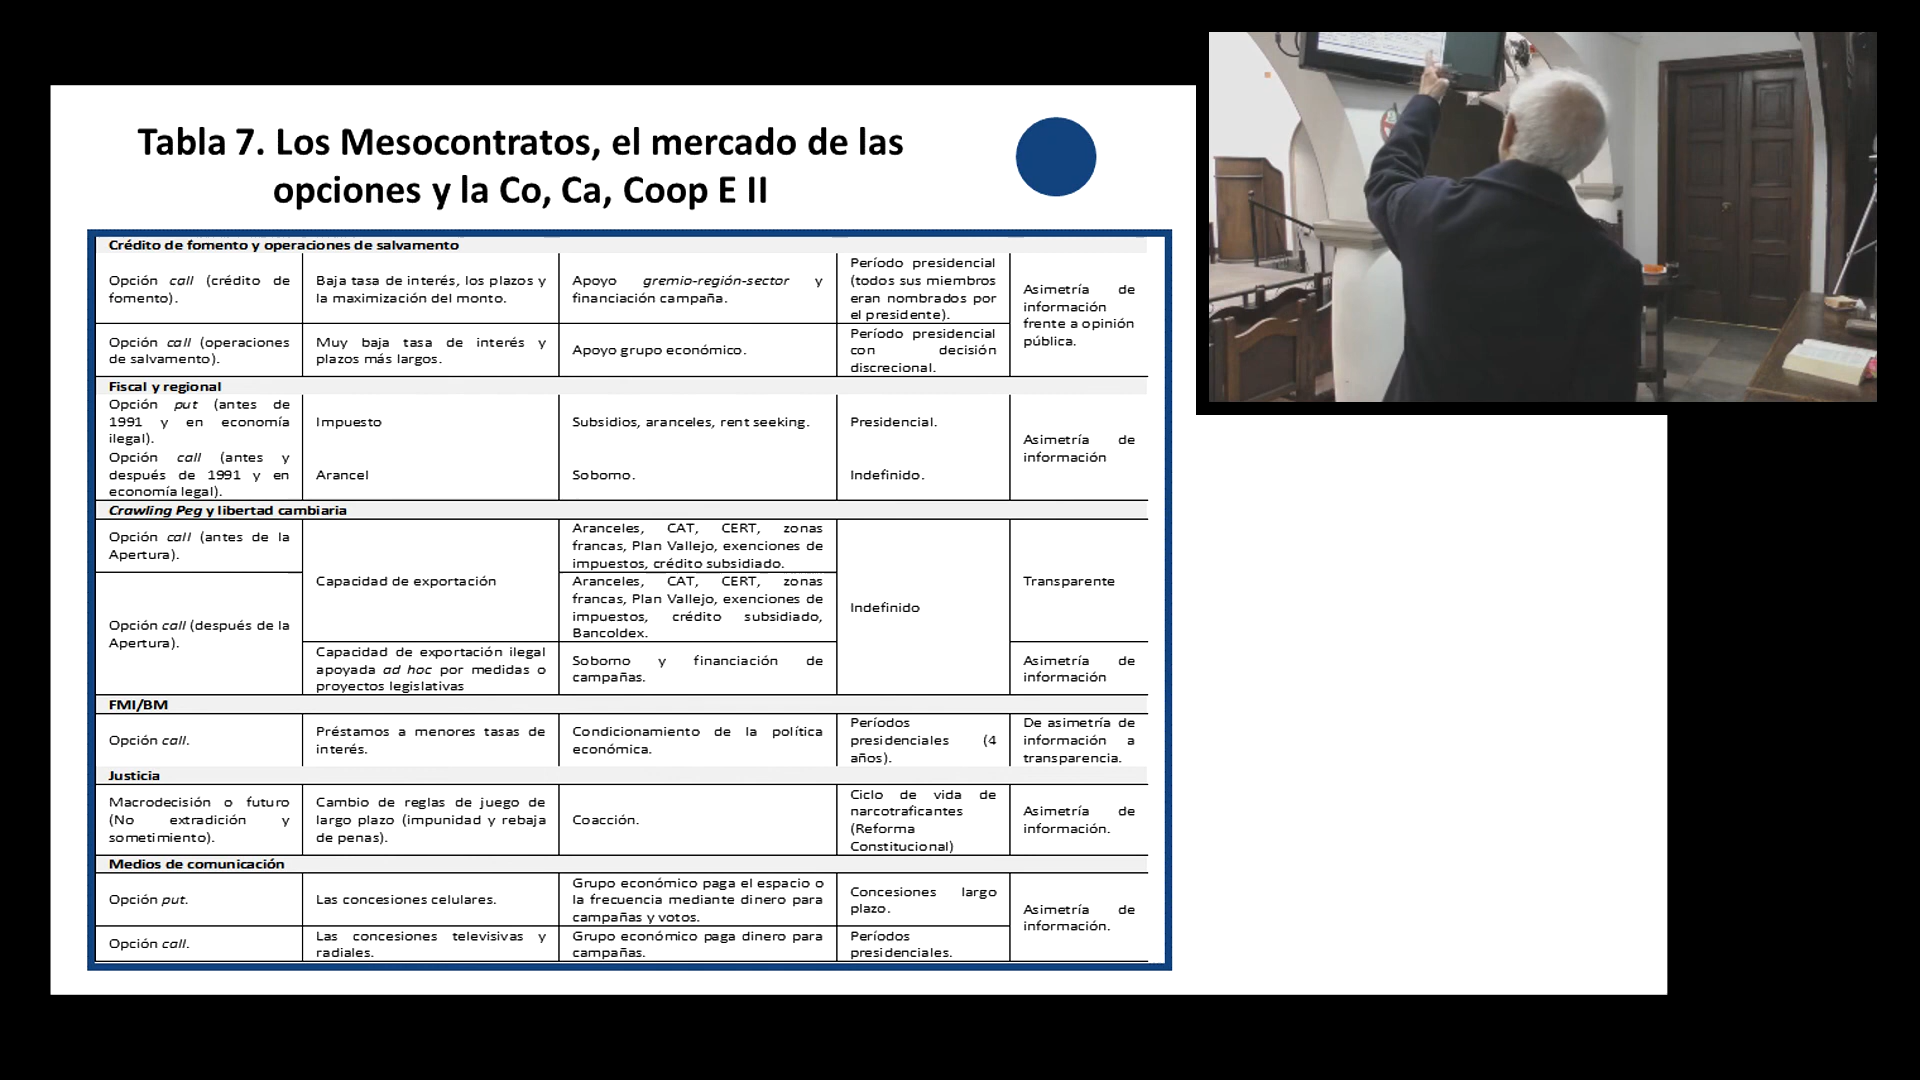 Tabla 7. Los Mesocontratos, el mercado de las
opciones y la Co, Ca, Coop E II
Crédito de fomento y operaciones de salvamento
Opción call (crédito de
fomento).
Baja tasa de interés, los plazos y
la maximización del monto.
Apoyo gremio-región-sector y
financiación campaña.
Período presidencial
(todos sus miembros
eran nombrados por
el presidente).
Asimetría de
información
frente a opinión
pública.
Opción call (operaciones
de salvamento).
Muy baja tasa de interés y
plazos más largos.
Apoyo grupo económico.
Período presidencial
con decisión
discrecional.
Fiscal y regional
Opción put (antes de
1991 y en economía
ilegal).
Impuesto
Subsidios, aranceles, rent seeking.
Presidencial.
Asimetría de
información
Opción call (antes y
después de 1991 y en
economía legal).
Arancel
Soborno.
Indefinido.
Crawling Peg y libertad cambiaria
Opción call (antes de la
Apertura).
Capacidad de exportación
Aranceles, CAT, CERT, zonas
francas, Plan Vallejo, exenciones de
impuestos, crédito subsidiado.
Indefinido
Transparente
Opción call (después de la
Apertura).
Aranceles, CAT, CERT, zonas
francas, Plan Vallejo, exenciones de
impuestos, crédito subsidiado,
Bancoldex.
Capacidad de exportación ilegal
apoyada ad hoc por medidas o
proyectos legislativas
Soborno y financiación de
campañas.
Asimetría de
información
FMI/BM
Opción call.
Préstamos a menores tasas de
interés.
Condicionamiento de la política
económica.
Períodos
presidenciales (4
años).
De asimetría de
información a
transparencia.
Justicia
Macrodecisión o futuro
(No extradición y
sometimiento).
Cambio de reglas de juego de
largo plazo (impunidad y rebaja
de penas).
Coacción.
Ciclo de vida de
narcotraficantes
(Reforma
Constitucional)
Asimetría de
información.
Medios de comunicación
Opción put.
Las concesiones celulares.
Grupo económico paga el espacio o
la frecuencia mediante dinero para
campañas y votos.
Concesiones largo
plazo.
Asimetría de
información.
Opción call.
Las concesiones televisivas y
radiales.
Grupo económico paga dinero para
campañas.
Períodos
presidenciales.